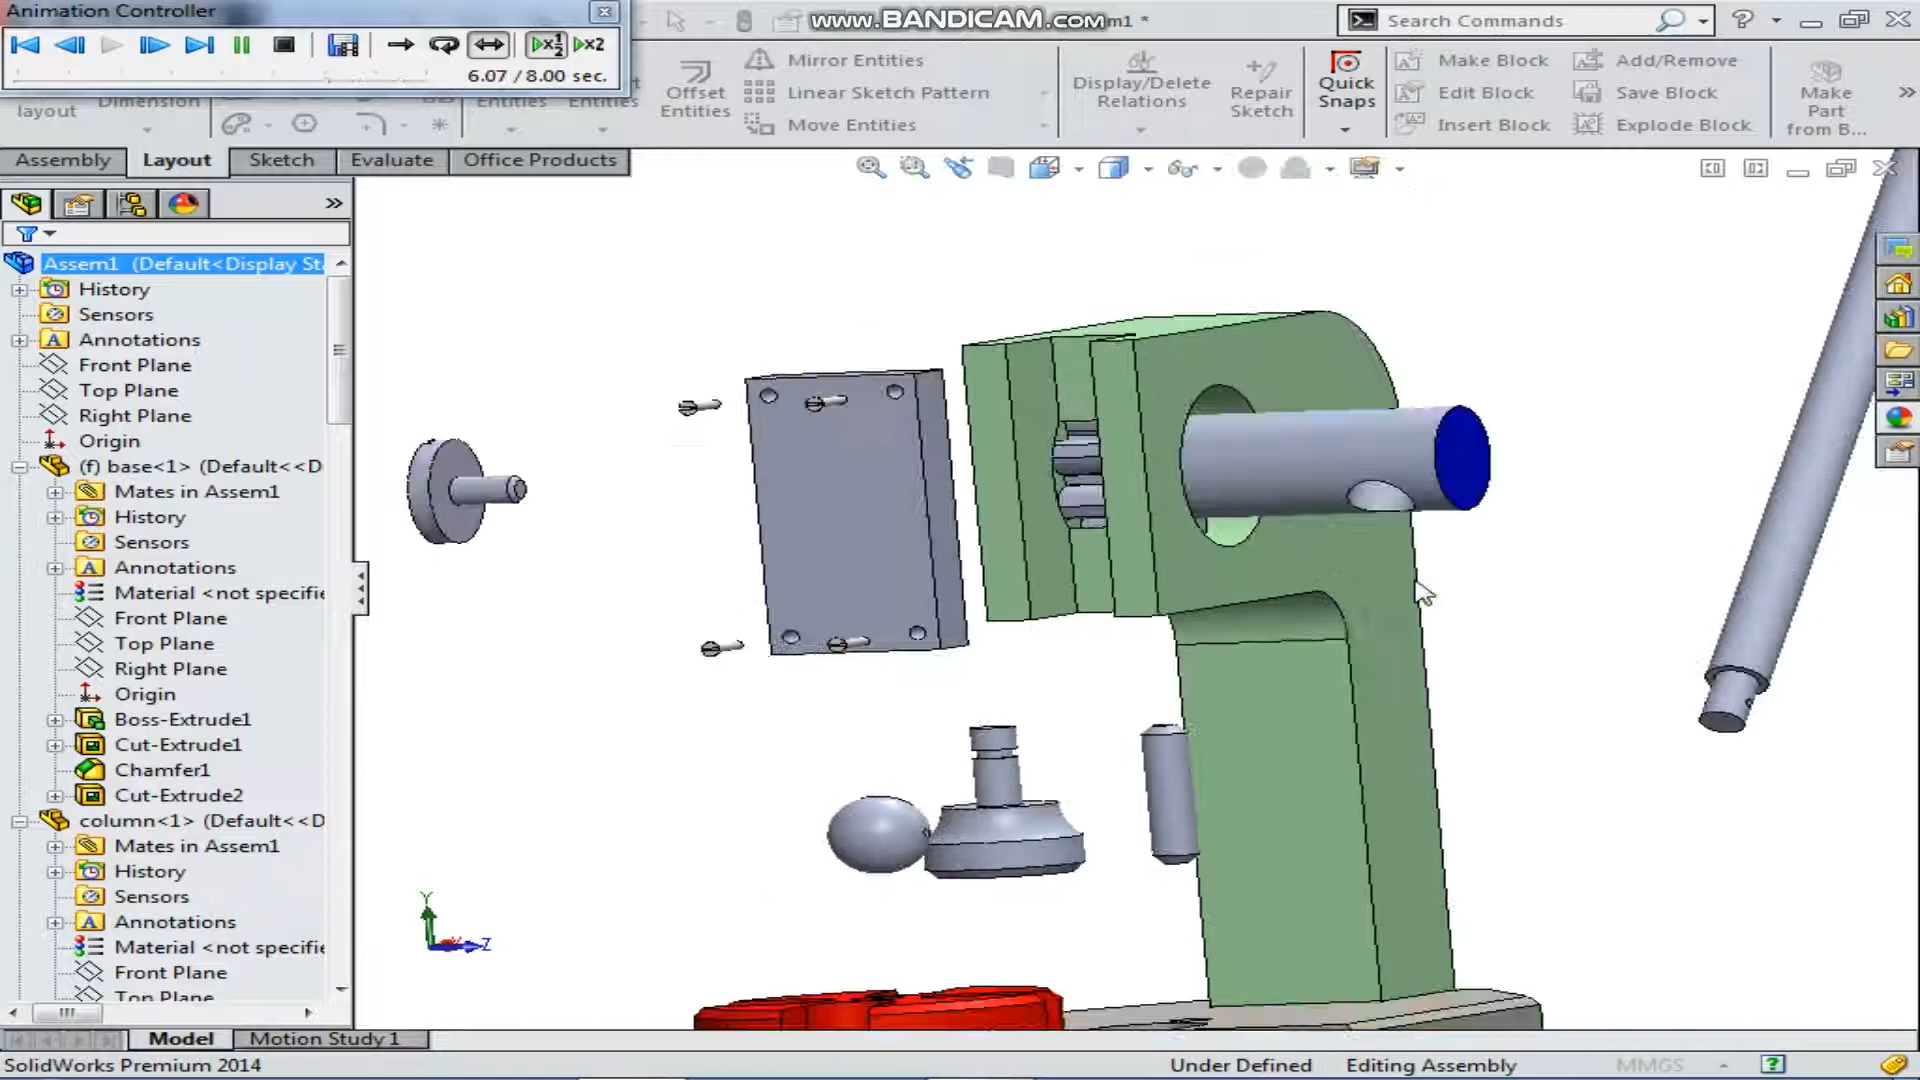 Animation Controller
www.BANDICAM.com
m1 *
Search Commands
6.07 / 8.00 sec.
layout
Dimension
Entities
Entities
Offset
Entities
Mirror Entities
Linear Sketch Pattern
Move Entities
Display/Delete
Relations
Repair
Sketch
Quick
Snaps
Make Block
Edit Block
Insert Block
Add/Remove
Save Block
Explode Block
Make
Part
from B...
Assembly
Layout
Sketch
Evaluate
Office Products
Assem1 (Default<Display St
History
Sensors
Annotations
Front Plane
Top Plane
Right Plane
Origin
(f) base<1> (Default<<D
Mates in Assem1
History
Sensors
Annotations
Material <not specifie
Front Plane
Top Plane
Right Plane
Origin
Boss-Extrude1
Cut-Extrude1
Chamfer1
Cut-Extrude2
column<1> (Default<<D
Mates in Assem1
History
Sensors
Annotations
Material <not specifie
Front Plane
Top Plane
Y
Z
Model
Motion Study 1
SolidWorks Premium 2014
Under Defined
Editing Assembly
MMGS